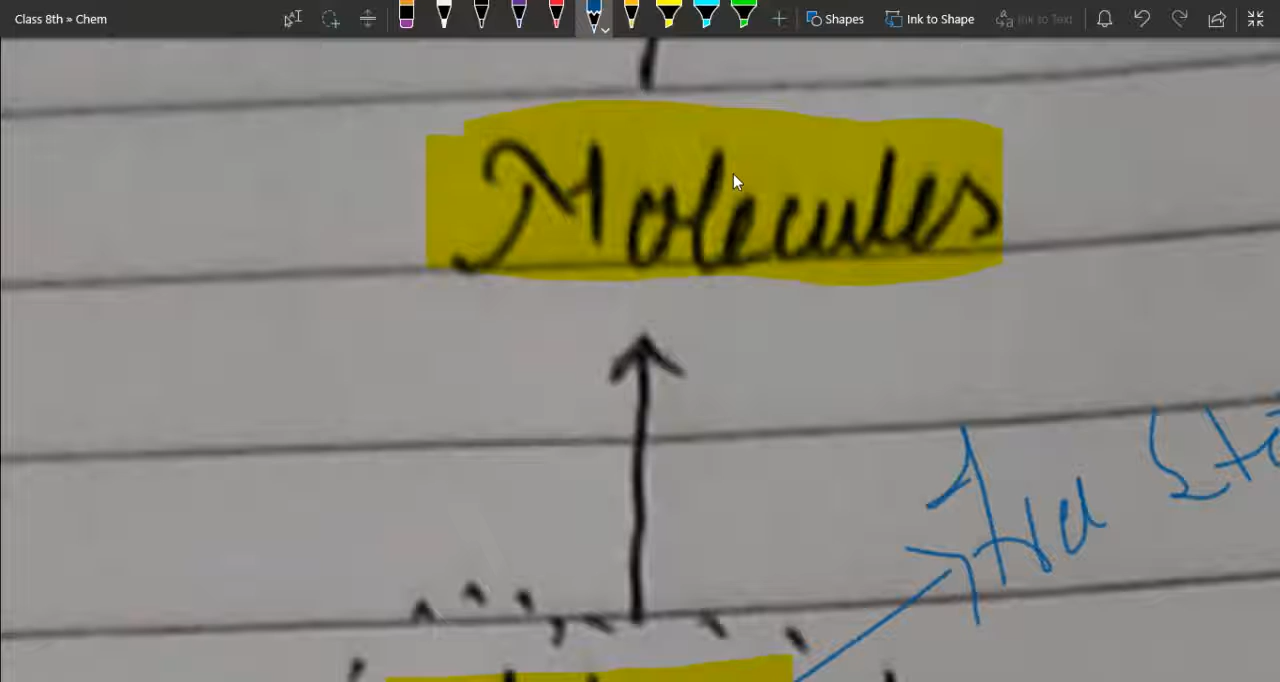 Class 8th » Chem
Shapes
Ink to Shape
Ink to Text
Molecules